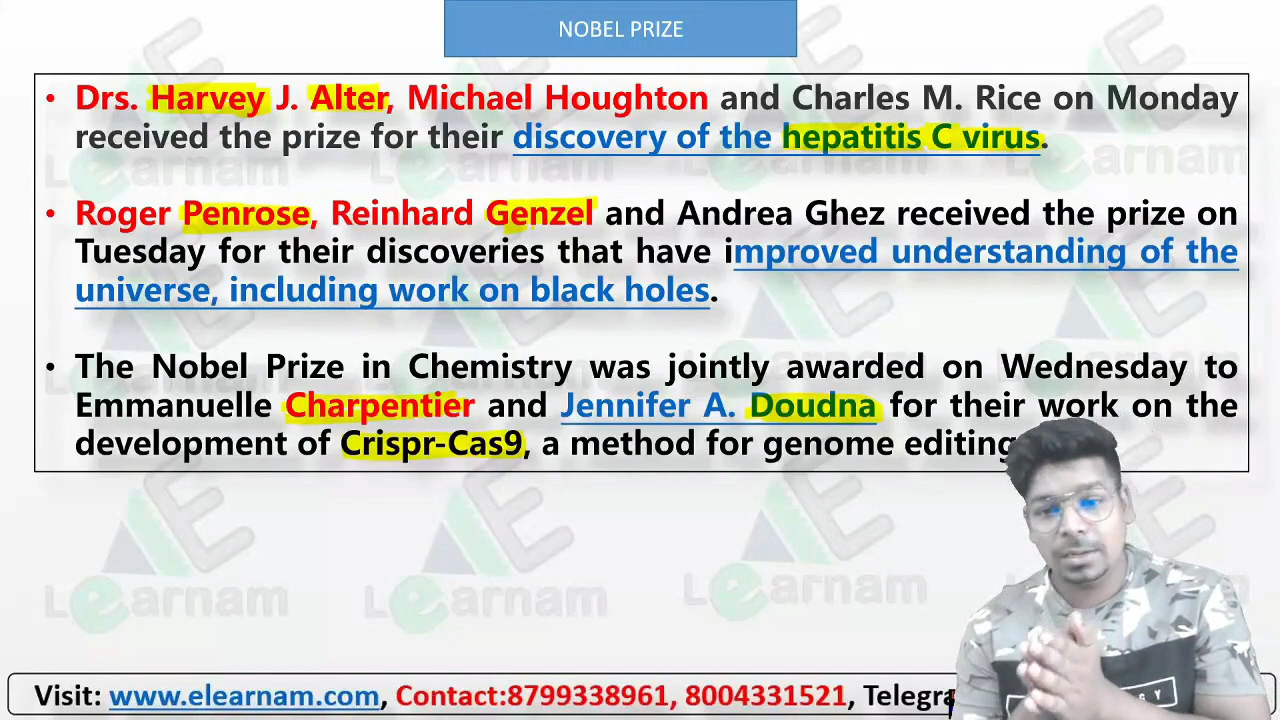 NOBEL PRIZE
• Drs. Harvey J. Alter, Michael Houghton and Charles M. Rice on Monday
received the prize for their discovery of the hepatitis C virus.
• Roger Penrose, Reinhard Genzel and Andrea Ghez received the prize on
Tuesday for their discoveries that have improved understanding of the
universe, including work on black holes.
• The Nobel Prize in Chemistry was jointly awarded on Wednesday to
Emmanuelle Charpentier and Jennifer A. Doudna for their work on the
development of Crispr-Cas9, a method for genome editing
Learnam
Learnam
Learnam
Learnam
Visit: www.elearnam.com, Contact:8799338961, 8004331521,